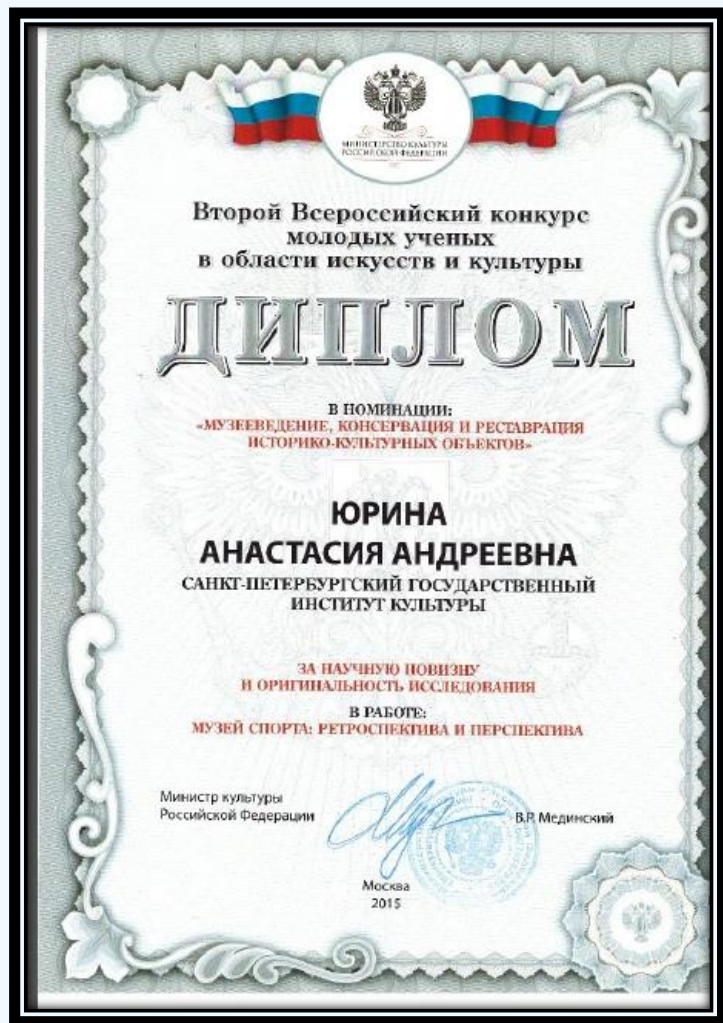 МИНИСТЕРСТВО КУЛЬТУРЫ
РОССИЙСКОЙ ФЕДЕРАЦИИ
Второй Всероссийский конкурс
молодых ученых
в области искусств и культуры
ДИПЛОМ
В НОМИНАЦИИ:
«МУЗЕЕВЕДЕНИЕ, КОНСЕРВАЦИЯ И РЕСТАВРАЦИЯ
ИСТОРИКО-КУЛЬТУРНЫХ ОБЪЕКТОВ»
ЮРИНА
АНАСТАСИЯ АНДРЕЕВНА
САНКТ-ПЕТЕРБУРГСКИЙ ГОСУДАРСТВЕННЫЙ
ИНСТИТУТ КУЛЬТУРЫ
ЗА НАУЧНУЮ НОВИЗНУ
И ОРИГИНАЛЬНОСТЬ ИССЛЕДОВАНИЯ
В РАБОТЕ:
МУЗЕЙ СПОРТА: РЕТРОСПЕКТИВА И ПЕРСПЕКТИВА
Министр культуры
Российской Федерации
В.Р. Мединский
Москва
2015